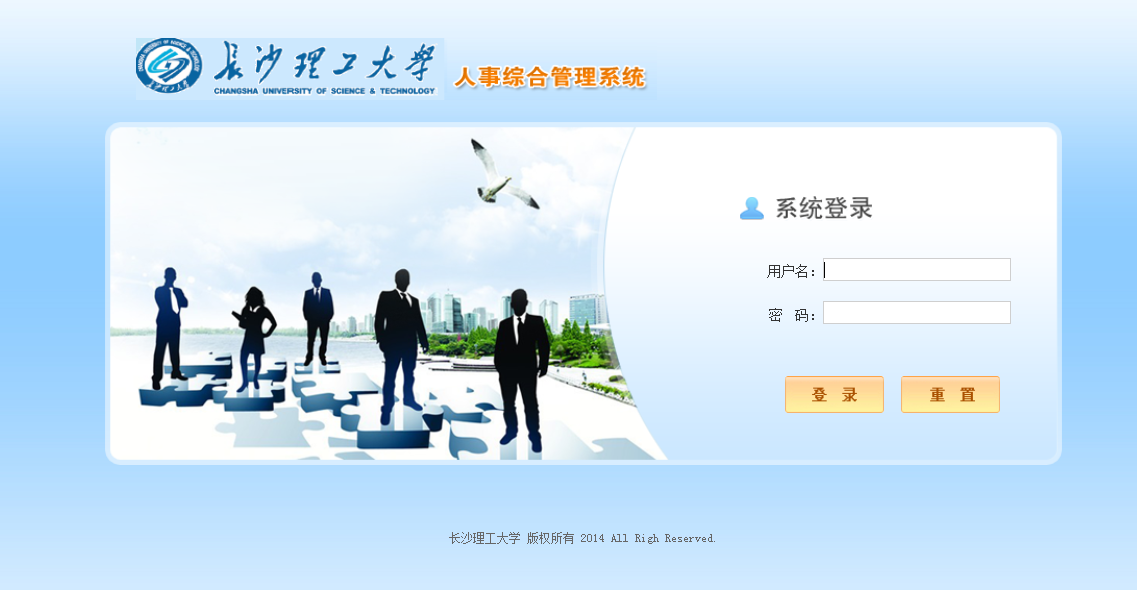 长沙理工大學
CHANGSHA UNIVERSITY OF SCIENCE & TECHNOLOGY
人事综合管理系统
系统登录
用户名：
密 码：
登 录
重 置
长沙理工大学 版权所有 2014 All Righ Reserved.